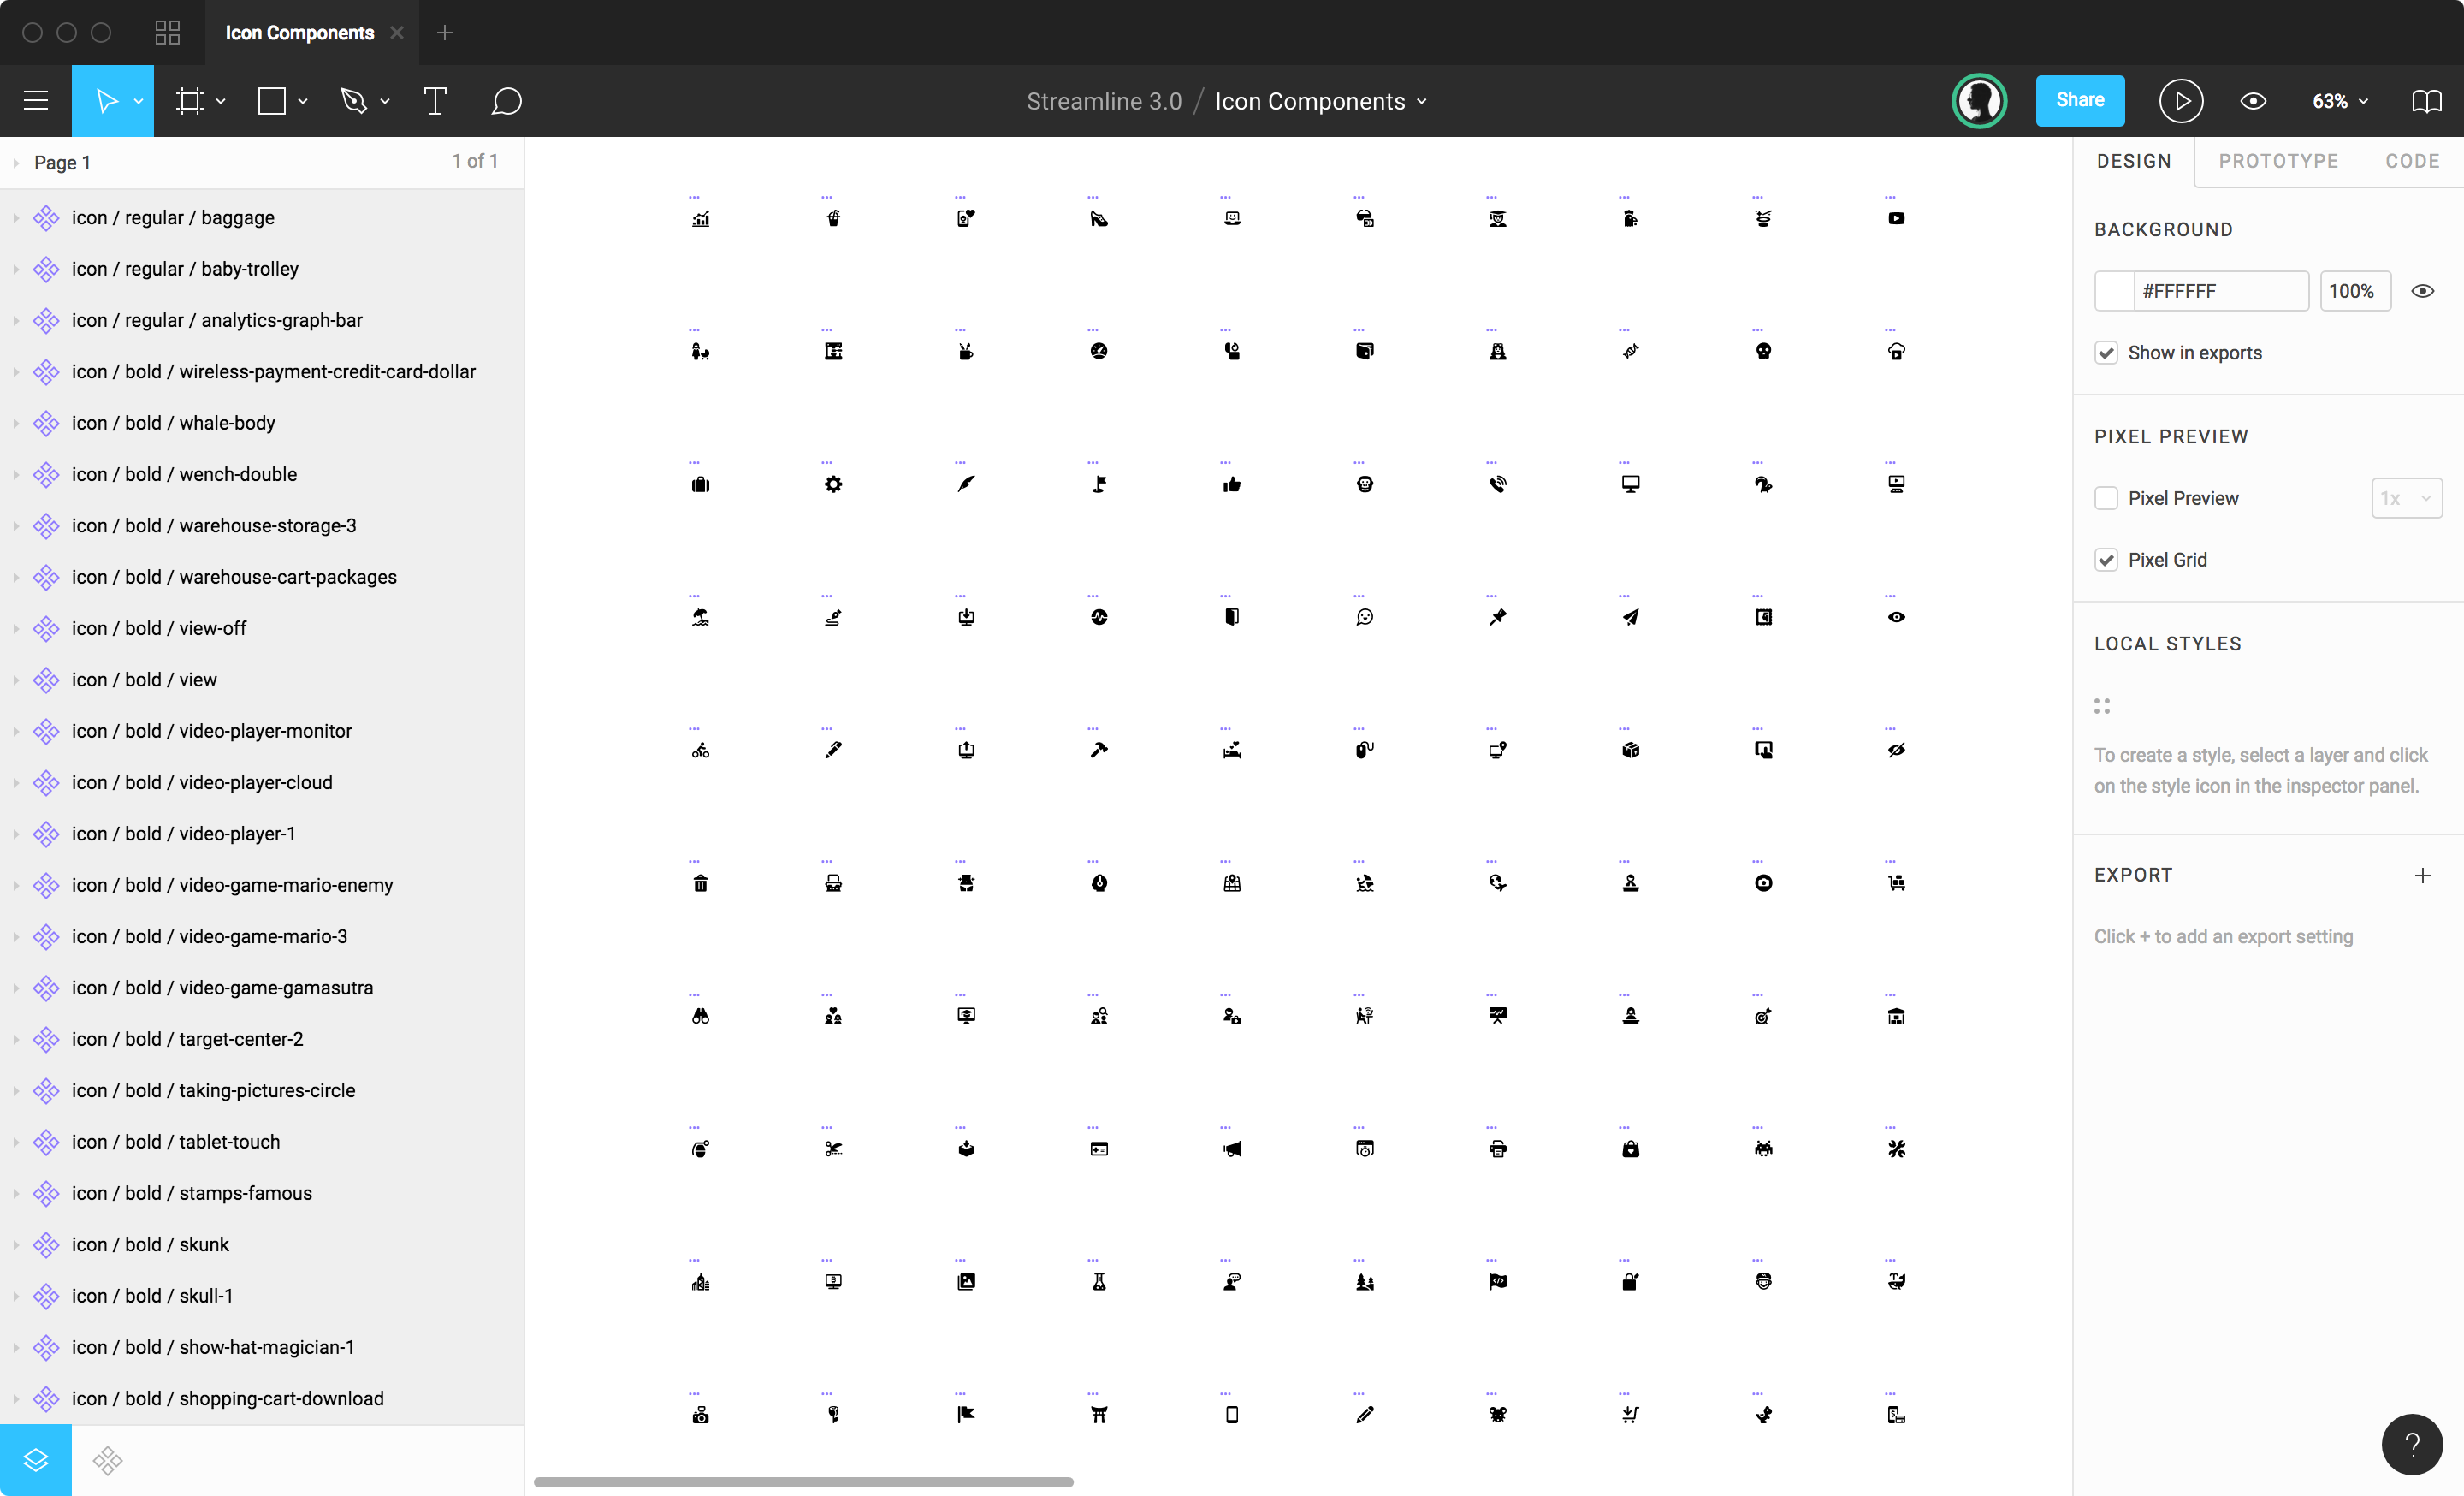 Icon Components
Streamline 3.0 / Icon Components
Share
63%
Page 1
1 of 1
icon / regular / baggage
icon / regular / baby-trolley
icon / regular / analytics-graph-bar
icon / bold / wireless-payment-credit-card-dollar
icon / bold / whale-body
icon / bold / wench-double
icon / bold / warehouse-storage-3
icon / bold / warehouse-cart-packages
icon / bold / view-off
icon / bold / view
icon / bold / video-player-monitor
icon / bold / video-player-cloud
icon / bold / video-player-1
icon / bold / video-game-mario-enemy
icon / bold / video-game-mario-3
icon / bold / video-game-gamasutra
icon / bold / target-center-2
icon / bold / taking-pictures-circle
icon / bold / tablet-touch
icon / bold / stamps-famous
icon / bold / skunk
icon / bold / skull-1
icon / bold / show-hat-magician-1
icon / bold / shopping-cart-download
DESIGN
PROTOTYPE
CODE
BACKGROUND
#FFFFFF
100%
Show in exports
PIXEL PREVIEW
Pixel Preview
1x
Pixel Grid
LOCAL STYLES
To create a style, select a layer and click
on the style icon in the inspector panel.
EXPORT
Click + to add an export setting
?